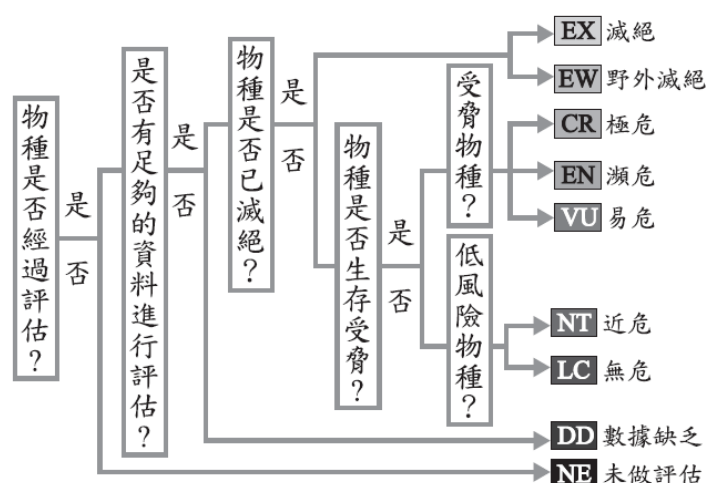 物種是否經過評估？
是
否
是否有足夠的資料進行評估？
是
否
物種是否已滅絕？
是
否
物種是否生存受脅？
是
否
受脅物種？
低風險物種？
EX 滅絕
EW 野外滅絕
CR 極危
EN 瀕危
VU 易危
NT 近危
LC 無危
DD 數據缺乏
NE 未做評估